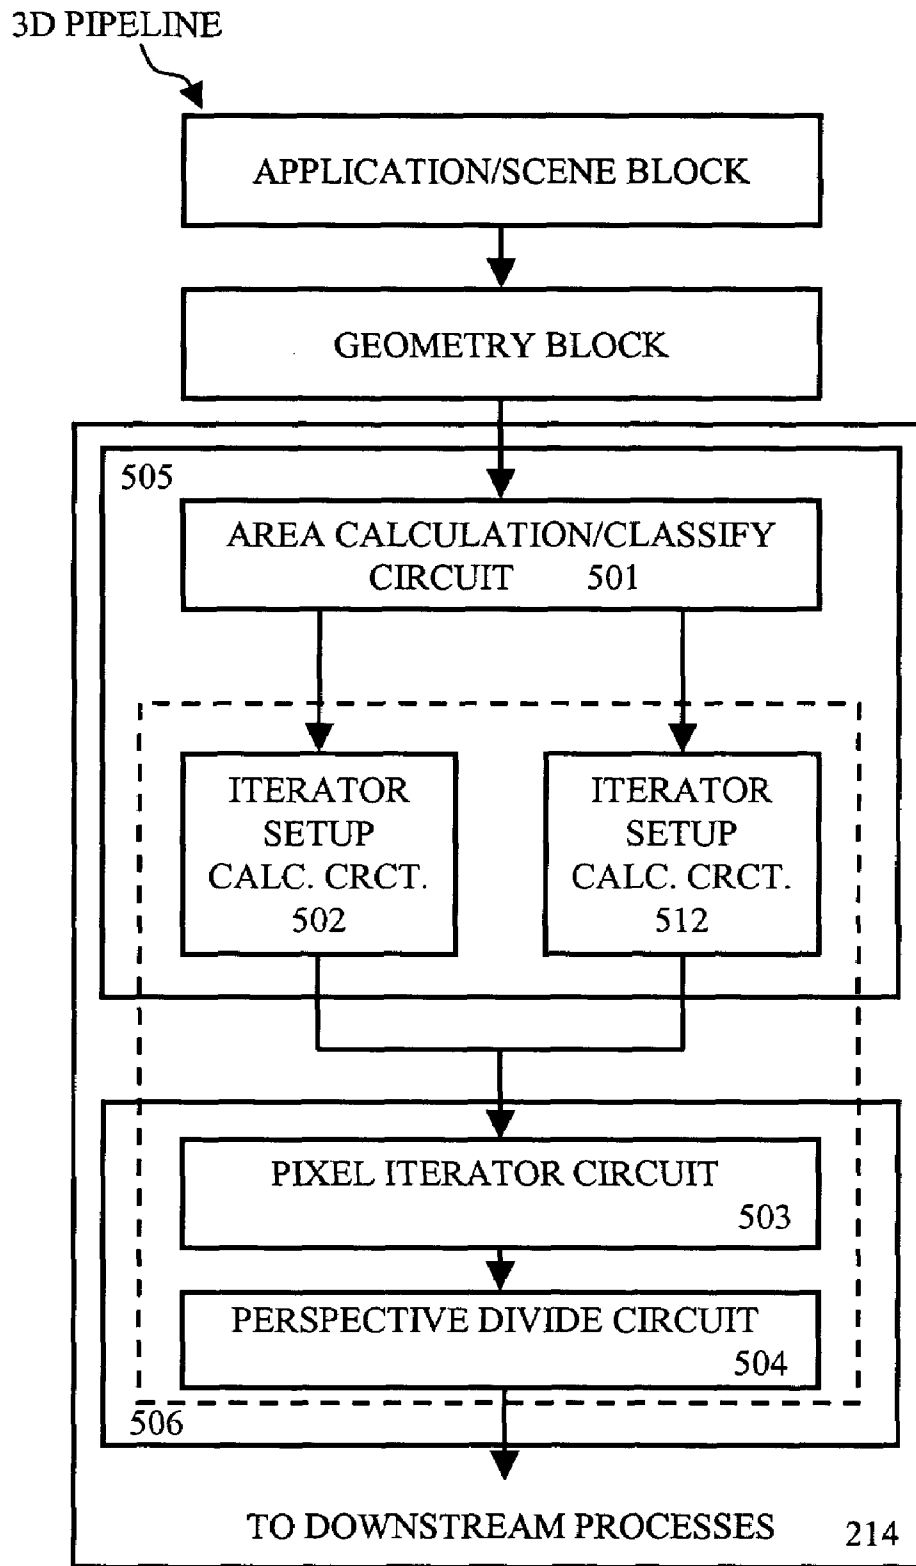 3D PIPELINE
APPLICATION/SCENE BLOCK
GEOMETRY BLOCK
505
AREA CALCULATION/CLASSIFY
CIRCUIT 501
ITERATOR
SETUP
CALC. CRCT.
502
ITERATOR
SETUP
CALC. CRCT.
512
PIXEL ITERATOR CIRCUIT
503
PERSPECTIVE DIVIDE CIRCUIT
504
506
TO DOWNSTREAM PROCESSES 214